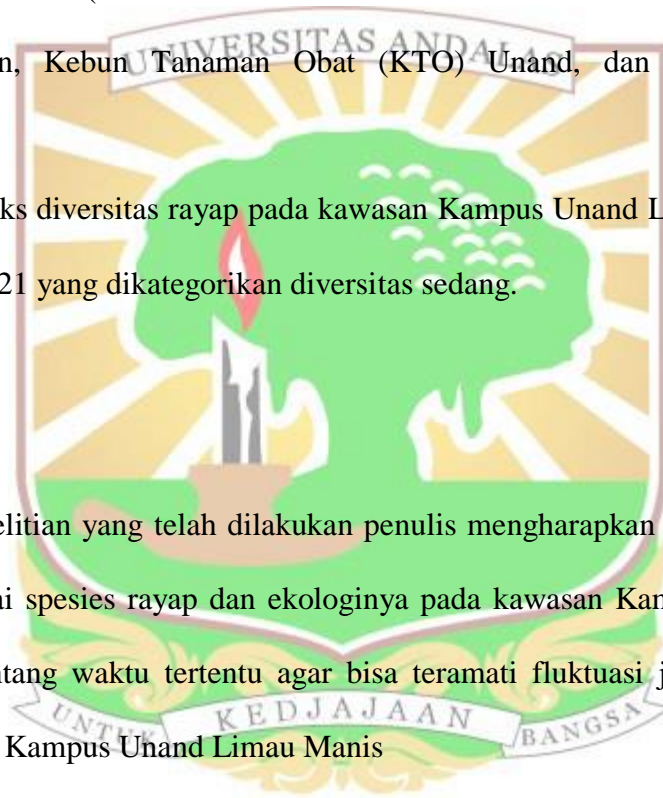 UNIVERSITAS ANDALAS
n, Kebun Tanaman Obat (KTO) Unand, dan
ks diversitas rayap pada kawasan Kampus Unand L
21 yang dikategorikan diversitas sedang.
elitian yang telah dilakukan penulis mengharapkan
ai spesies rayap dan ekologinya pada kawasan Kam
ntang waktu tertentu agar bisa teramati fluktuasi j
Kampus Unand Limau Manis
UNTUK KEDJAJAAN BANGSA